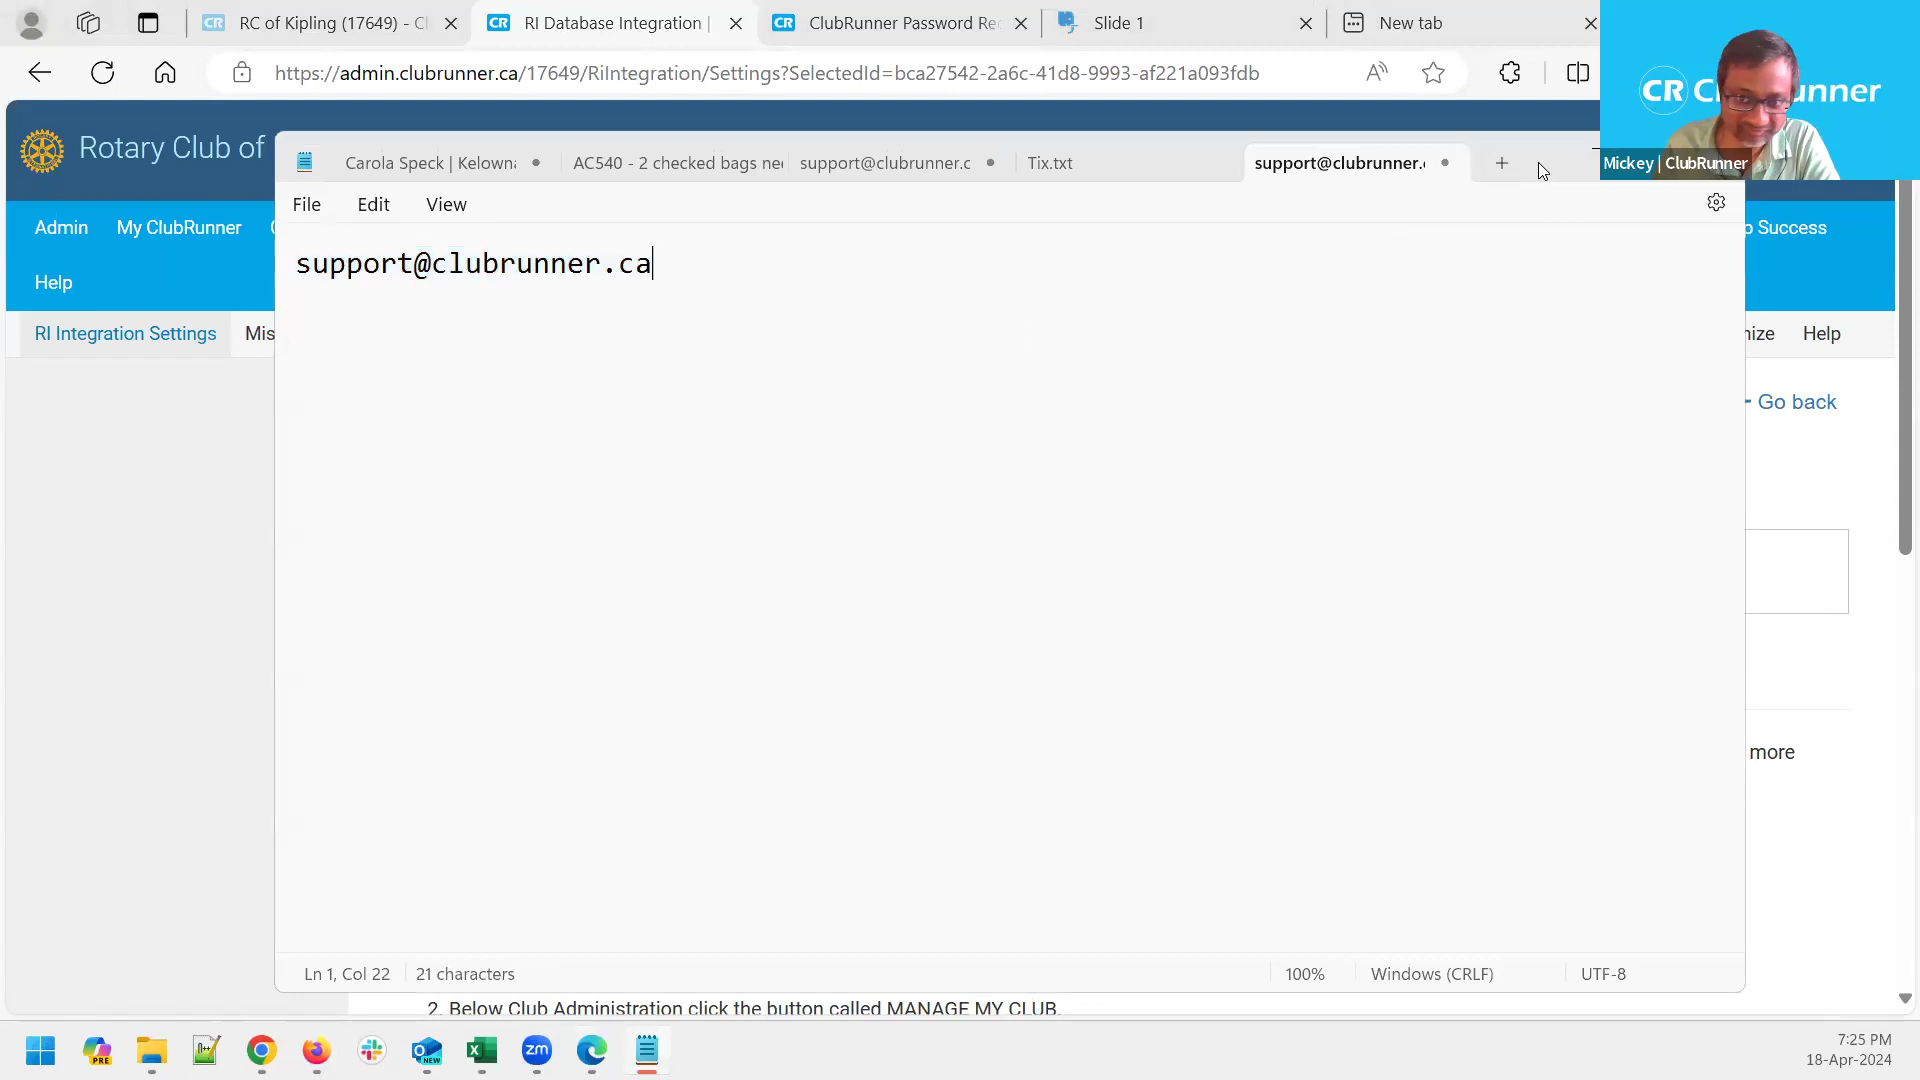 RC of Kipling (17649) - C
RI Database Integration |
ClubRunner Password Re
Slide 1
New tab
https://admin.clubrunner.ca/17649/RiIntegration/Settings?SelectedId=bca27542-2a6c-41d8-9993-af221a093fdb
CR
Mickey | ClubRunner
Rotary Club of
Carola Speck | Kelown
AC540 - 2 checked bags ne
support@clubrunner.c
Tix.txt
support@clubrunner.
File
Edit
View
Admin
My ClubRunner
Success
Help
support@clubrunner.ca
RI Integration Settings
Mis
ize
Help
Go back
more
Ln 1, Col 22
21 characters
100%
Windows (CRLF)
UTF-8
2. Below Club Administration click the button called MANAGE MY CLUB.
7:25 PM
18-Apr-2024